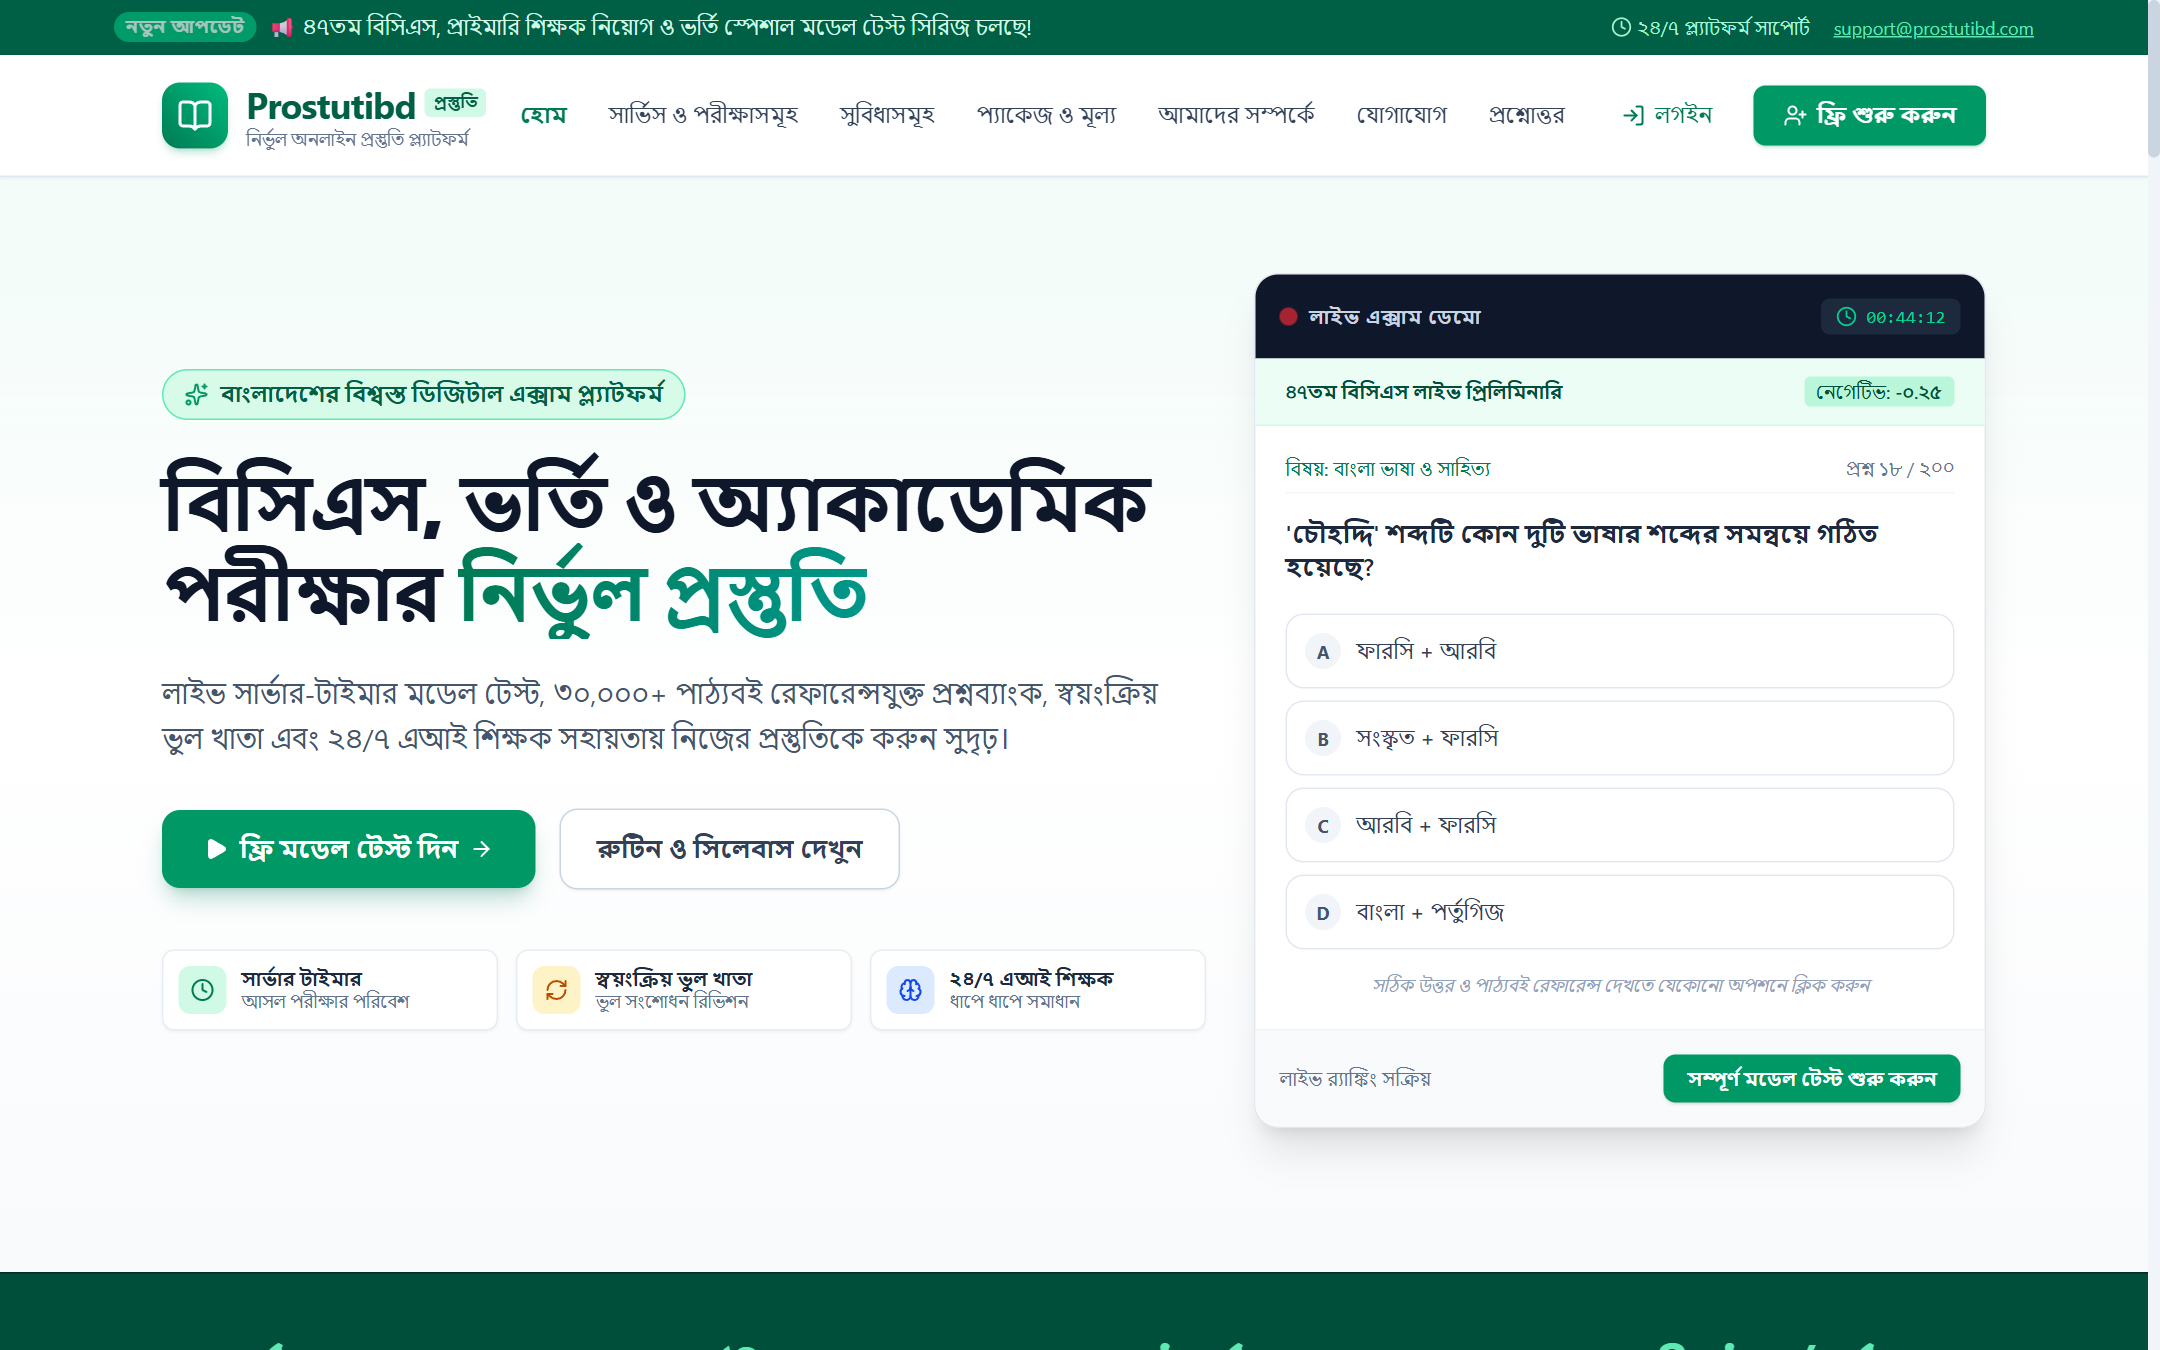 নতুন আপডেট
৪৭তম বিসিএস, প্রাইমারি শিক্ষক নিয়োগ ও ভর্তি স্পেশাল মডেল টেস্ট সিরিজ চলছে!
২৪/৭ প্ল্যাটফর্ম সাপোর্ট
support@prostutibd.com
Prostutibd প্রস্তুতি
নির্ভুল অনলাইন প্রস্তুতি প্ল্যাটফর্ম
হোম
সার্ভিস ও পরীক্ষাসমূহ
সুবিধাসমূহ
প্যাকেজ ও মূল্য
আমাদের সম্পর্কে
যোগাযোগ
প্রশ্নোত্তর
লগইন
ফ্রি শুরু করুন
বাংলাদেশের বিশ্বস্ত ডিজিটাল এক্সাম প্ল্যাটফর্ম
বিসিএস, ভর্তি ও অ্যাকাডেমিক
পরীক্ষার নির্ভুল প্রস্তুতি
লাইভ সার্ভার-টাইমার মডেল টেস্ট, ৩০,০০০+ পাঠ্যবই রেফারেন্সযুক্ত প্রশ্নব্যাংক, স্বয়ংক্রিয়
ভুল খাতা এবং ২৪/৭ এআই শিক্ষক সহায়তায় নিজের প্রস্তুতিকে করুন সুদৃঢ়।
ফ্রি মডেল টেস্ট দিন
রুটিন ও সিলেবাস দেখুন
সার্ভার টাইমার
আসল পরীক্ষার পরিবেশ
স্বয়ংক্রিয় ভুল খাতা
ভুল সংশোধন রিভিশন
২৪/৭ এআই শিক্ষক
ধাপে ধাপে সমাধান
লাইভ এক্সাম ডেমো
00:44:12
৪৭তম বিসিএস লাইভ প্রিলিমিনারি
নেগেটিভ: -০.২৫
বিষয়: বাংলা ভাষা ও সাহিত্য
প্রশ্ন ১৮ / ২০০
'চৌহদ্দি' শব্দটি কোন দুটি ভাষার শব্দের সমন্বয়ে গঠিত
হয়েছে?
A ফারসি + আরবি
B সংস্কৃত + ফারসি
C আরবি + ফারসি
D বাংলা + পর্তুগিজ
সঠিক উত্তর ও পাঠ্যবই রেফারেন্স দেখতে যেকোনো অপশনে ক্লিক করুন
লাইভ র‍্যাঙ্কিং সক্রিয়
সম্পূর্ণ মডেল টেস্ট শুরু করুন